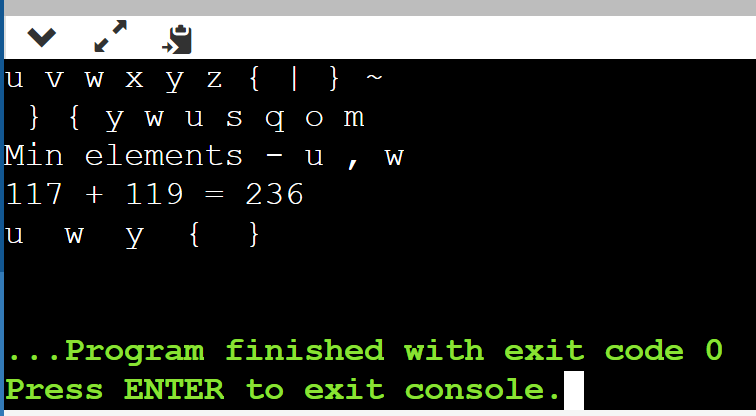 u v w x y z { | } ~
} { y w u s q o m
Min elements - u , w
117 + 119 = 236
u w y { }
...Program finished with exit code 0
Press ENTER to exit console.